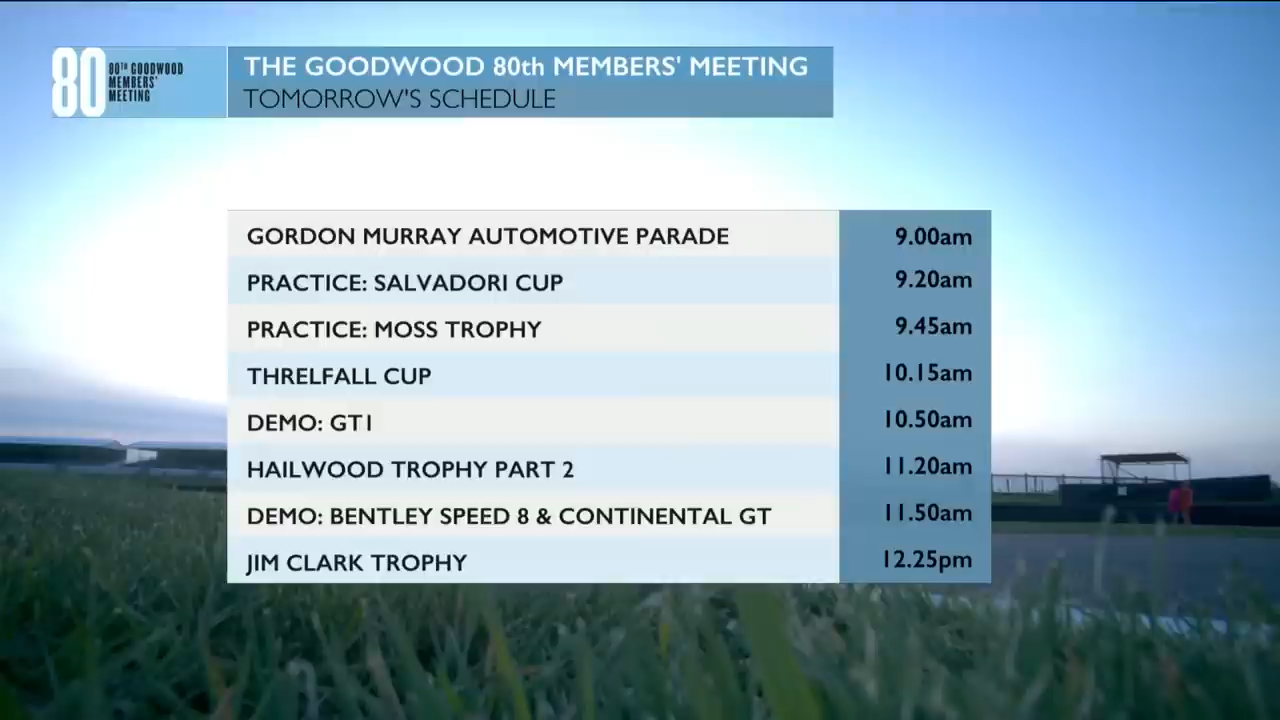 80
80TH GOODWOOD
MEMBERS'
MEETING
THE GOODWOOD 80th MEMBERS' MEETING
TOMORROW'S SCHEDULE
GORDON MURRAY AUTOMOTIVE PARADE 9.00am
PRACTICE: SALVADORI CUP 9.20am
PRACTICE: MOSS TROPHY 9.45am
THRELFALL CUP 10.15am
DEMO: GT1 10.50am
HAILWOOD TROPHY PART 2 11.20am
DEMO: BENTLEY SPEED 8 & CONTINENTAL GT 11.50am
JIM CLARK TROPHY 12.25pm